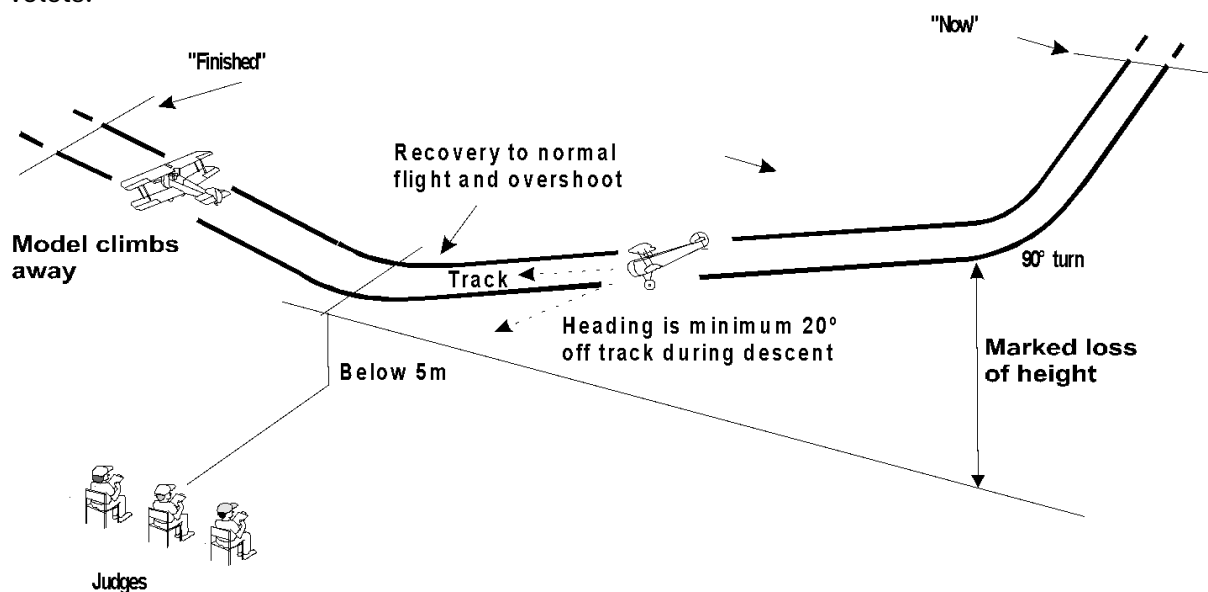 "Now"
"Finished"
Recovery to normal
flight and overshoot
Model climbs
away
Track
90° turn
Heading is minimum 20°
off track during descent
Marked loss
of height
Below 5m
Judges